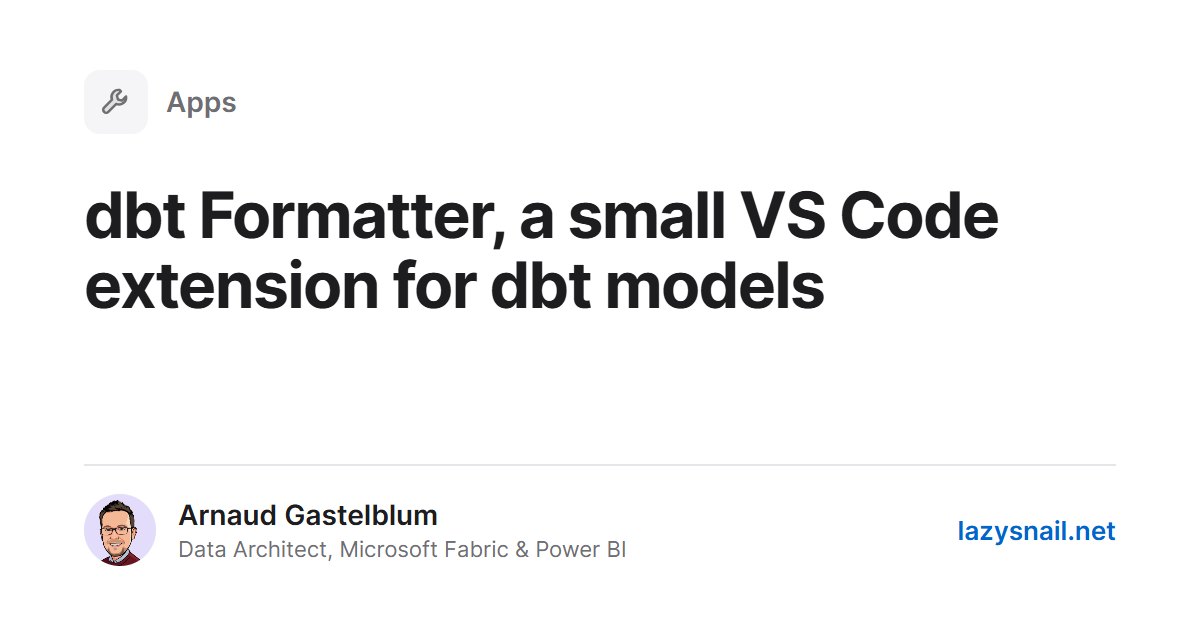 Apps
dbt Formatter, a small VS Code
extension for dbt models
Arnaud Gastelblum
Data Architect, Microsoft Fabric & Power BI
lazysnail.net